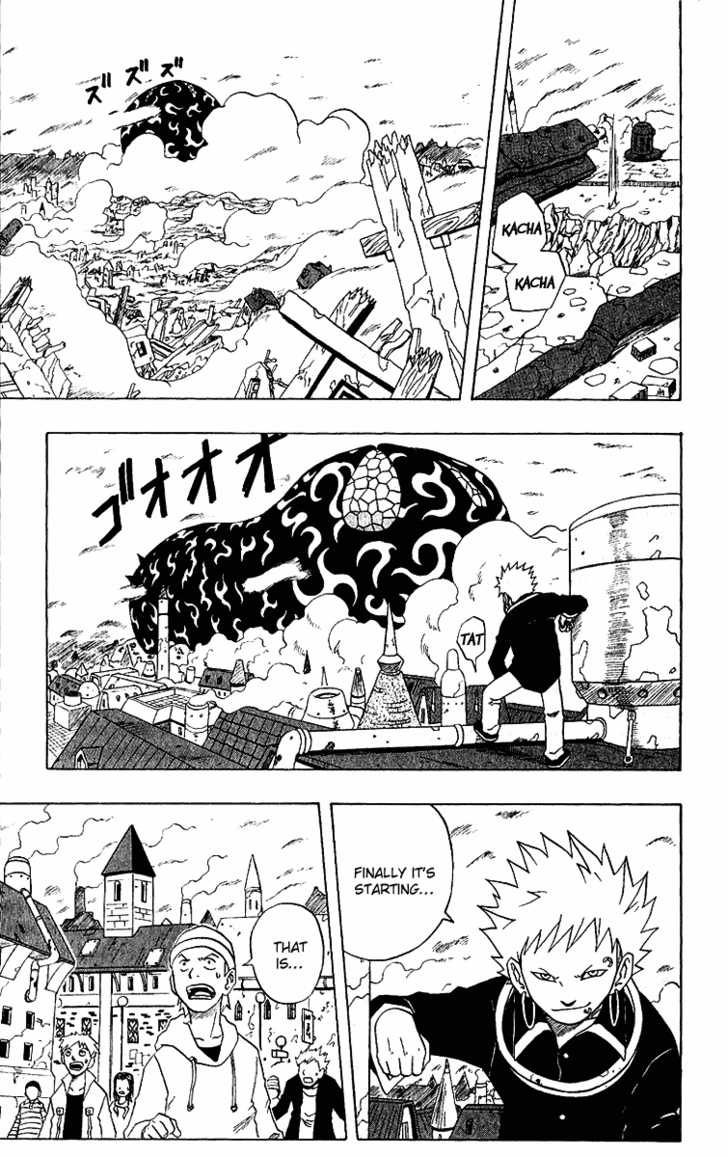 KACHA
KACHA
ズズズ
ゴオオオ
TAT
FINALLY IT'S
STARTING...
THAT
IS...